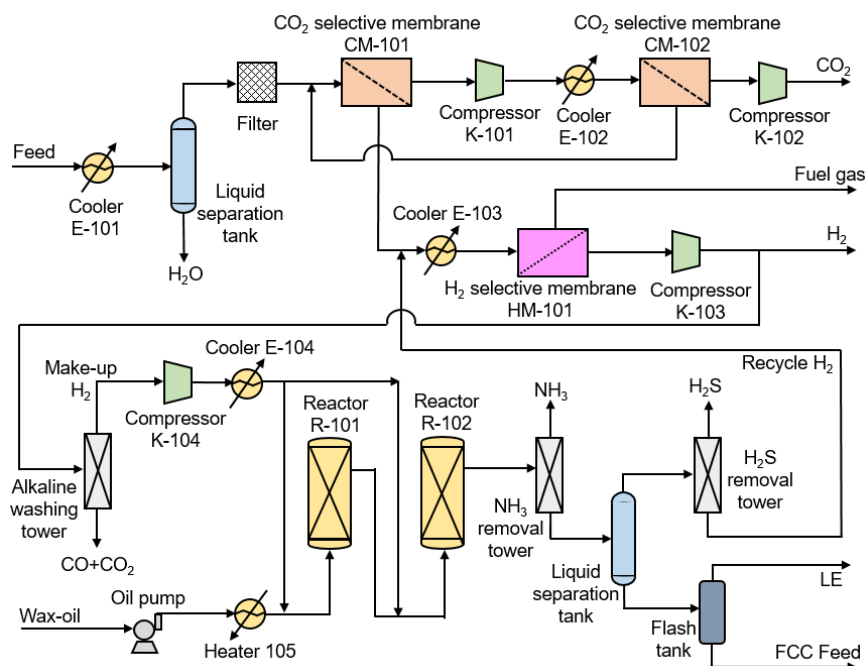 CO₂ selective membrane
CM-101
CO₂ selective membrane
CM-102
Filter
Compressor
K-101
Cooler
E-102
Compressor
K-102
CO₂
Feed
Cooler
E-101
Liquid
separation
tank
H₂O
Fuel gas
Cooler E-103
H₂
H₂ selective membrane
HM-101
Compressor
K-103
Recycle H₂
Make-up
H₂
Cooler E-104
Compressor
K-104
Reactor
R-101
Reactor
R-102
NH₃
H₂S
Alkaline
washing
tower
CO+CO₂
NH₃
removal
tower
H₂S
removal
tower
Liquid
separation
tank
Wax-oil
Oil pump
Heater 105
Flash
tank
LE
FCC Feed